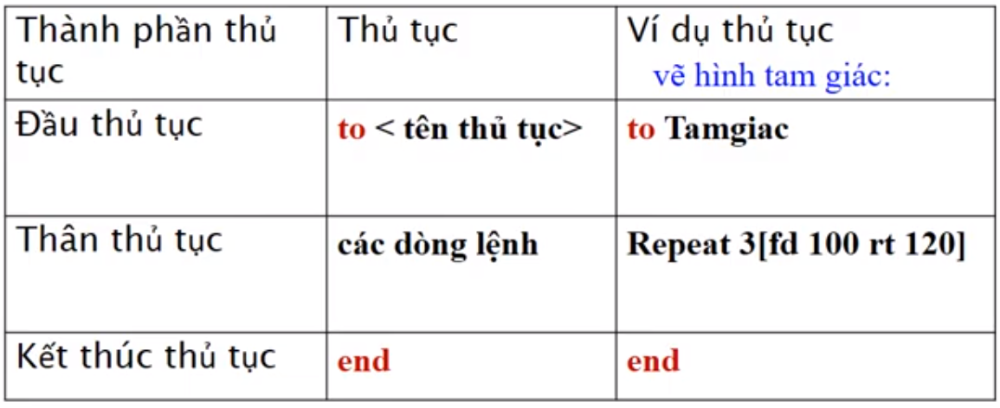 Thành phần thủ
tục
Thủ tục
Ví dụ thủ tục
vẽ hình tam giác:
Đầu thủ tục
to < tên thủ tục>
to Tamgiac
Thân thủ tục
các dòng lệnh
Repeat 3[fd 100 rt 120]
Kết thúc thủ tục
end
end